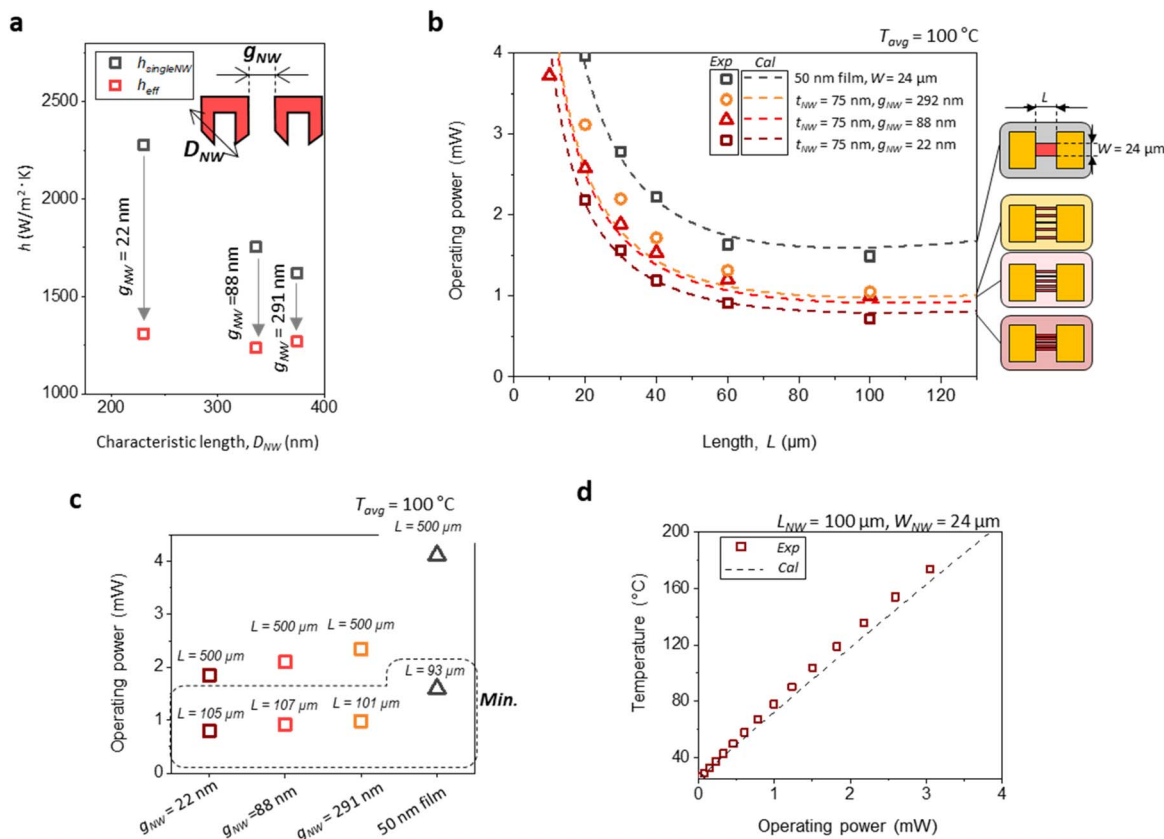 a
h_singleNW
h_eff
g_NW
D_NW
2500
2000
1500
1000
h (W/m²·K)
g_NW = 22 nm
g_NW =88 nm
g_NW = 291 nm
200
300
400
Characteristic length, D_NW (nm)
b
T_avg = 100 °C
Exp
Cal
50 nm film, W = 24 µm
t_NW = 75 nm, g_NW = 292 nm
t_NW = 75 nm, g_NW = 88 nm
t_NW = 75 nm, g_NW = 22 nm
Operating power (mW)
4
3
2
1
0
0
20
40
60
80
100
120
Length, L (µm)
L
W = 24 µm
c
T_avg = 100 °C
L = 500 µm
L = 500 µm
L = 500 µm
L = 500 µm
L = 93 µm
L = 105 µm
L = 107 µm
L = 101 µm
Min.
Operating power (mW)
4
3
2
1
0
g_NW = 22 nm
g_NW =88 nm
g_NW = 291 nm
50 nm film
d
L_NW = 100 µm, W_NW = 24 µm
Exp
Cal
Temperature (°C)
200
160
120
80
40
0
1
2
3
4
Operating power (mW)